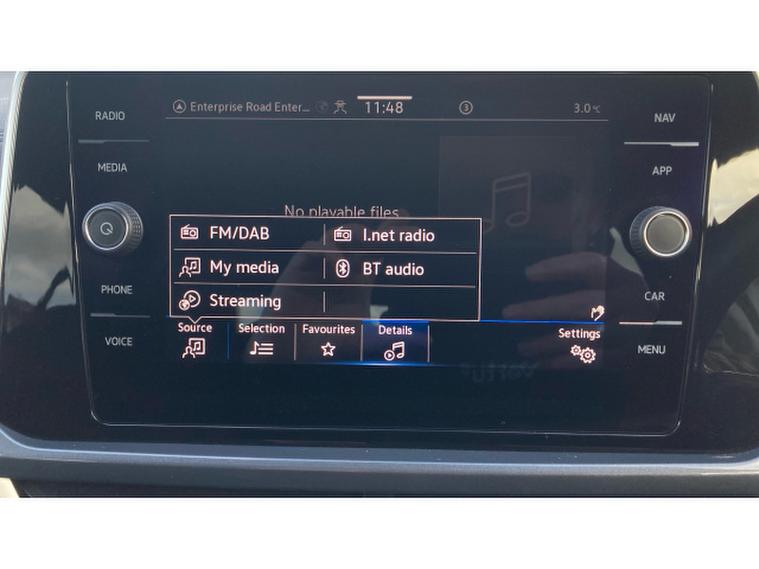 RADIO
MEDIA
PHONE
VOICE
Enterprise Road Enter... 11:48 3 3.0 °C
No playable files
FM/DAB I.net radio
My media BT audio
Streaming
Source Selection Favourites Details Settings
NAV
APP
CAR
MENU